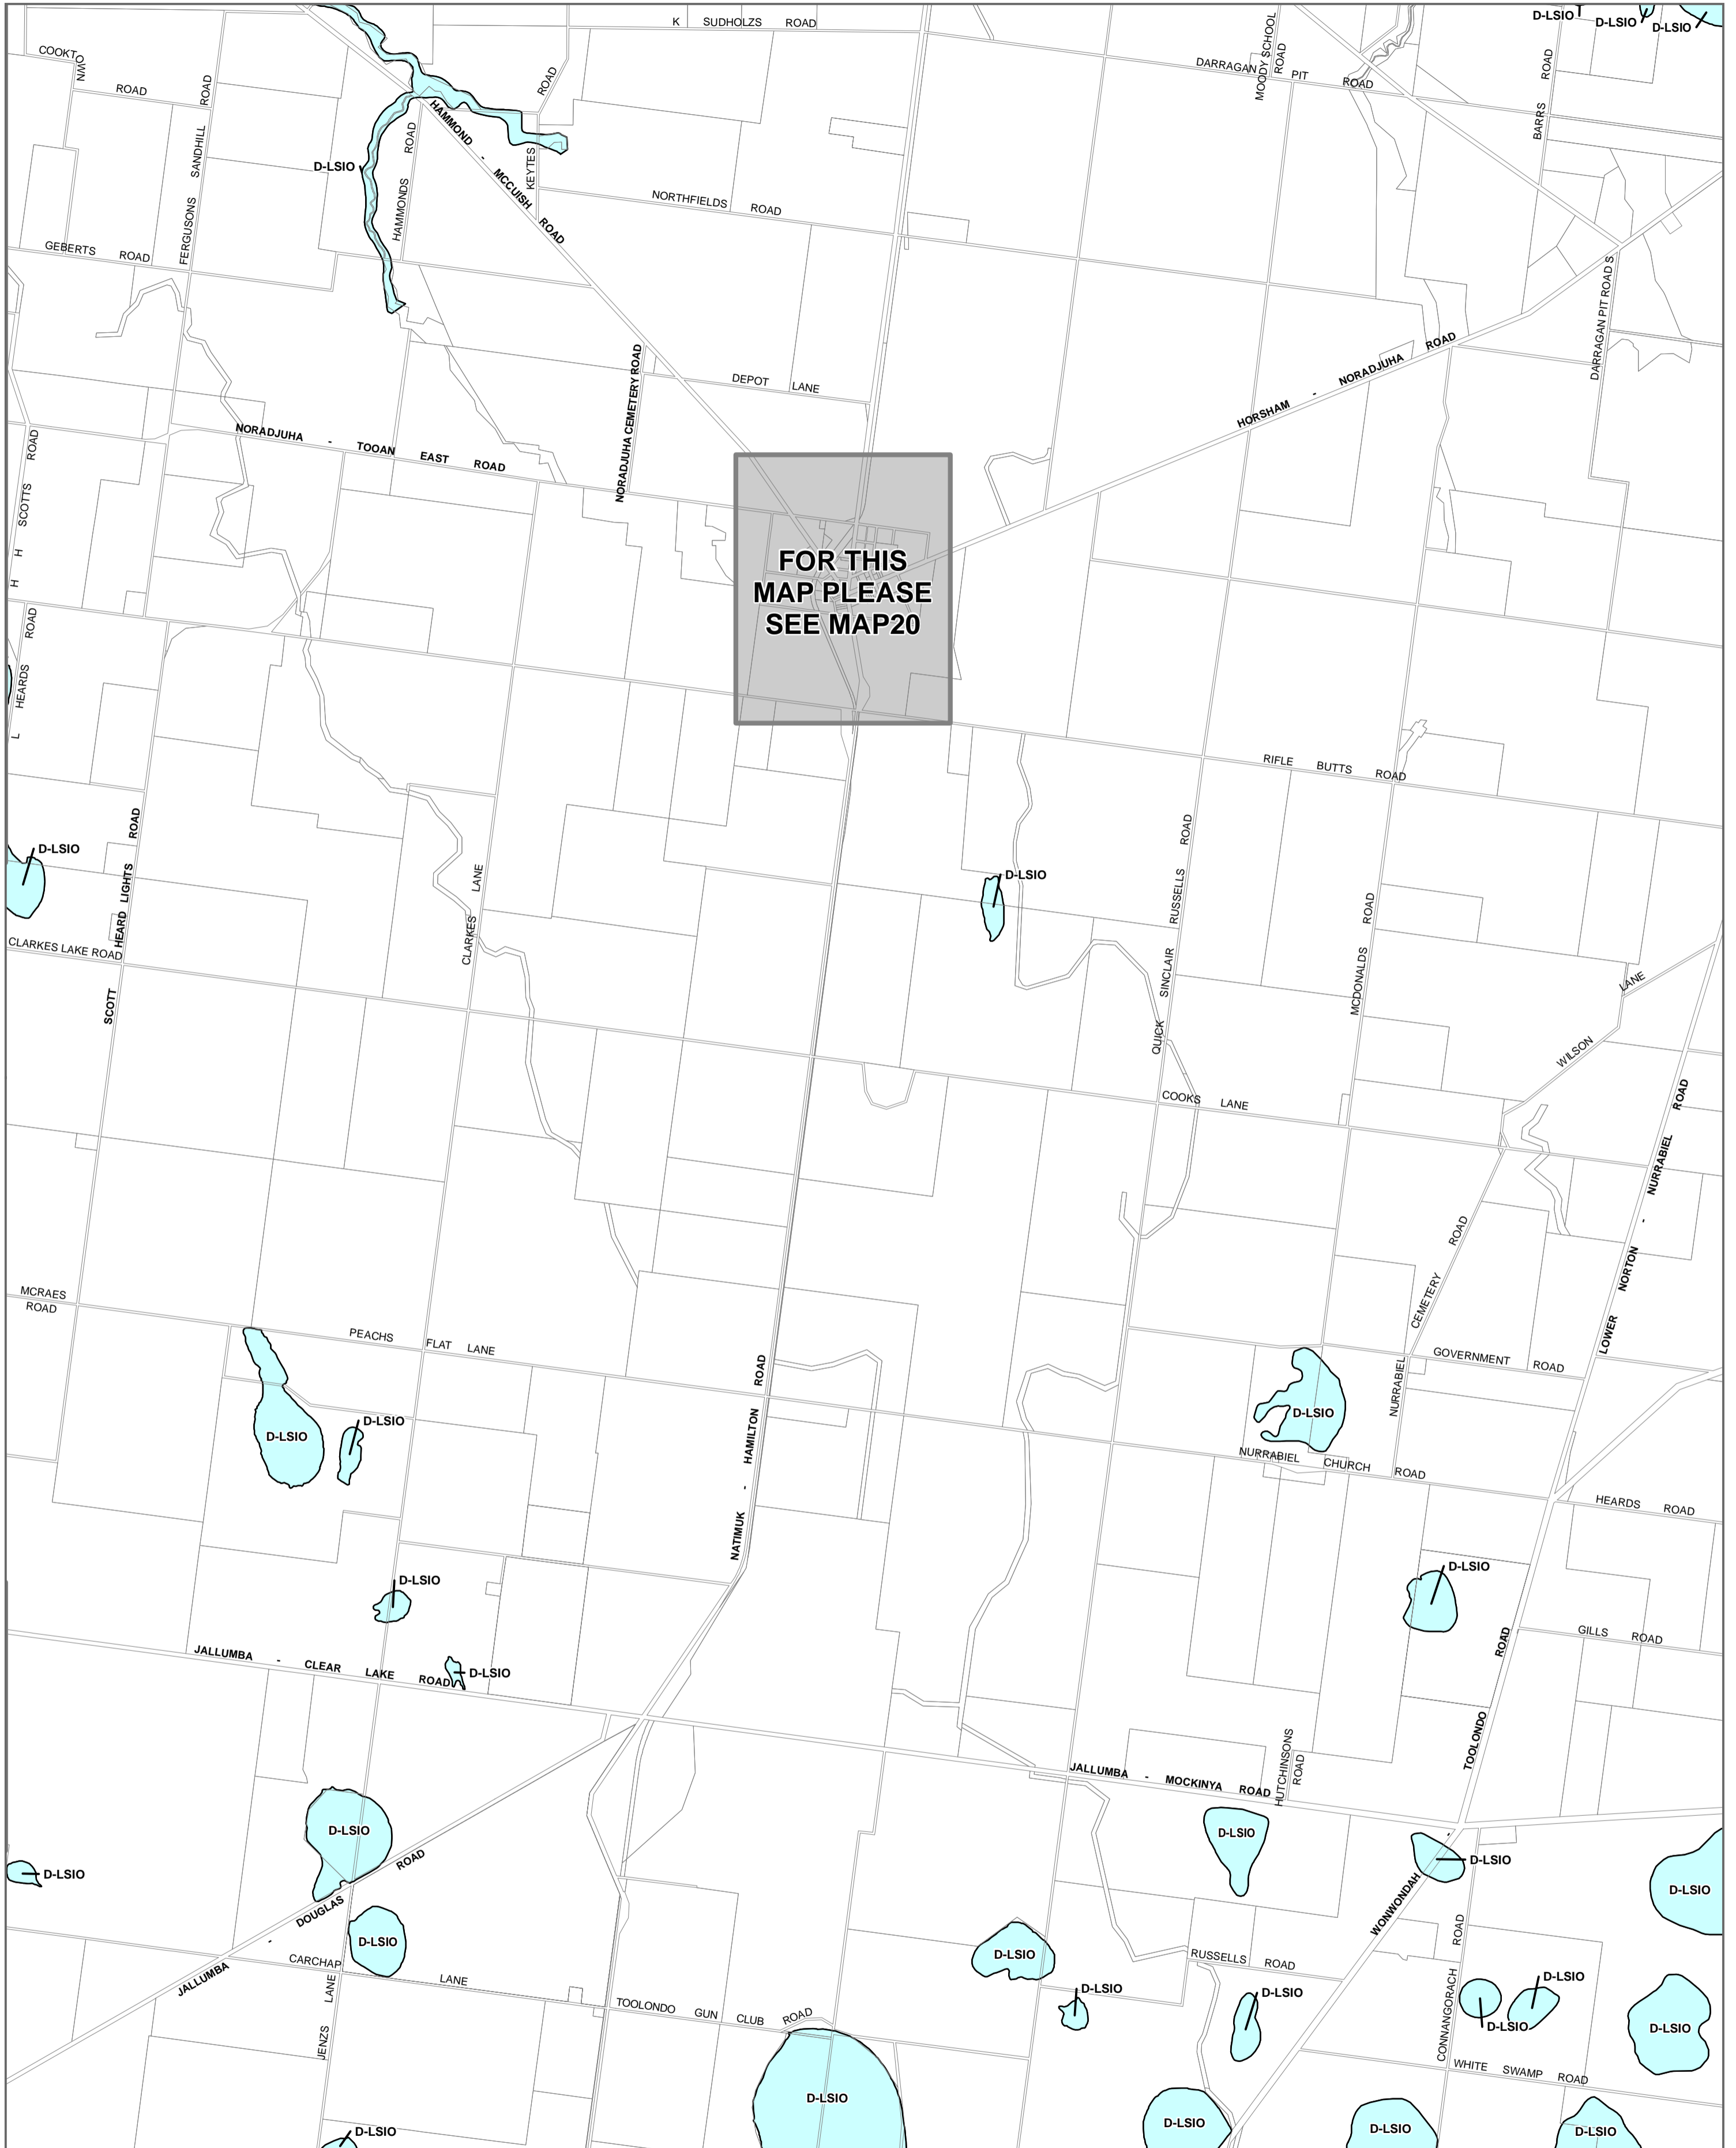 K SUDHOLZS ROAD
D-LSIO
D-LSIO
D-LSIO
COOKTOWN ROAD
FERGUSONS SANDHILL ROAD
HAMMONDS ROAD
HAMMOND - MCCUISH ROAD
KEYTES ROAD
MOODY SCHOOL ROAD
DARRAGAN PIT ROAD
BARRS ROAD
D-LSIO
NORTHFIELDS ROAD
GEBERTS ROAD
DARRAGAN PIT ROAD S
HORSHAM - NORADJUHA ROAD
DEPOT LANE
NORADJUHA CEMETERY ROAD
NORADJUHA - TOOAN EAST ROAD
H H SCOTTS ROAD
FOR THIS
MAP PLEASE
SEE MAP20
L HEARDS ROAD
RIFLE BUTTS ROAD
D-LSIO
SCOTT HEARD LIGHTS ROAD
CLARKES LANE
D-LSIO
QUICK SINCLAIR RUSSELLS ROAD
MCDONALDS ROAD
CLARKES LAKE ROAD
WILSON LANE
COOKS LANE
LOWER NORTON - NURRABIEL ROAD
NURRABIEL CEMETERY ROAD
MCRAES
ROAD
PEACHS FLAT LANE
GOVERNMENT ROAD
D-LSIO
D-LSIO
D-LSIO
NATIMUK - HAMILTON ROAD
NURRABIEL CHURCH ROAD
HEARDS ROAD
D-LSIO
D-LSIO
GILLS ROAD
JALLUMBA - CLEAR LAKE ROAD
D-LSIO
WONWONDAH - TOOLONDO ROAD
HUTCHINSONS ROAD
JALLUMBA - MOCKINYA ROAD
D-LSIO
D-LSIO
D-LSIO
D-LSIO
D-LSIO
JALLUMBA - DOUGLAS ROAD
D-LSIO
D-LSIO
RUSSELLS ROAD
CARCHAP LANE
JENZS LANE
D-LSIO
D-LSIO
D-LSIO
D-LSIO
D-LSIO
CONNANGORACH ROAD
TOOLONDO GUN CLUB ROAD
WHITE SWAMP ROAD
D-LSIO
D-LSIO
D-LSIO
D-LSIO
D-LSIO